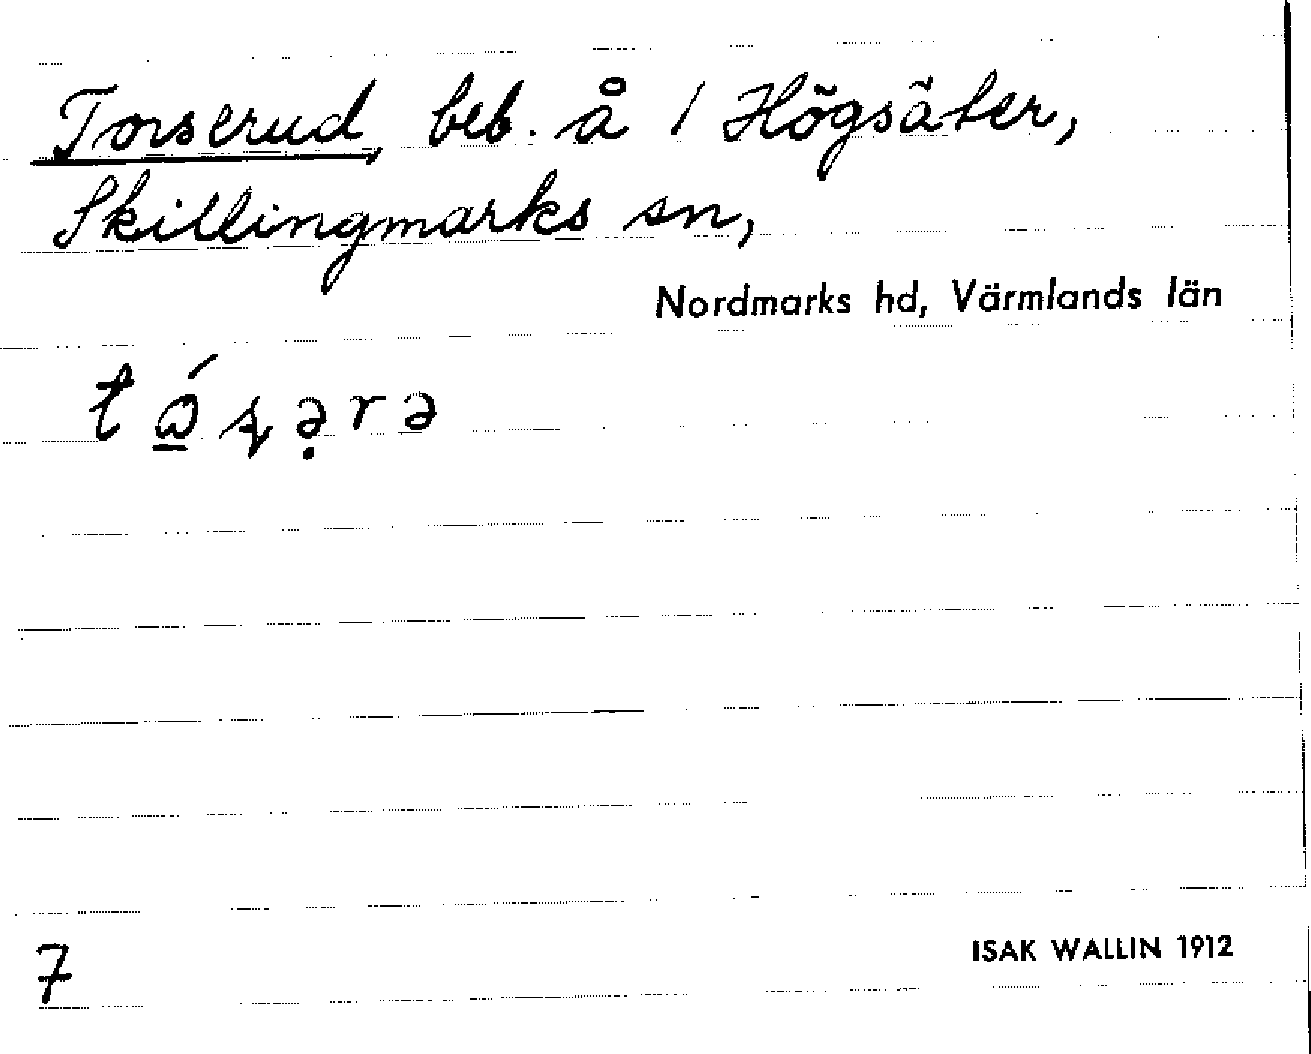 Torserud, beb. å 1 Högsäter,
Skillingmarks sn,
Nordmarks hd, Värmlands län
7
ISAK WALLIN 1912